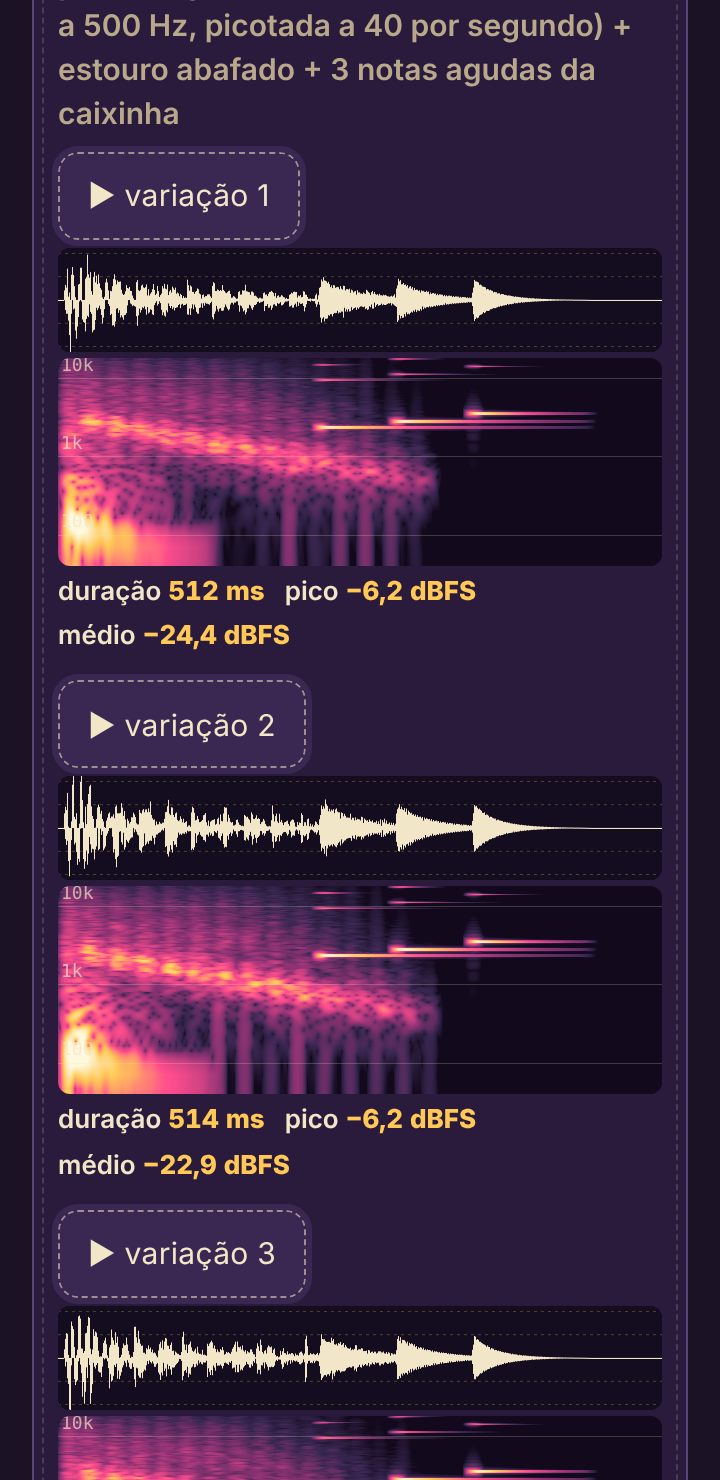 a 500 Hz, picotada a 40 por segundo) +
estouro abafado + 3 notas agudas da
caixinha
▶ variação 1
10k
1k
duração 512 ms pico −6,2 dBFS
médio −24,4 dBFS
▶ variação 2
10k
1k
duração 514 ms pico −6,2 dBFS
médio −22,9 dBFS
▶ variação 3
10k